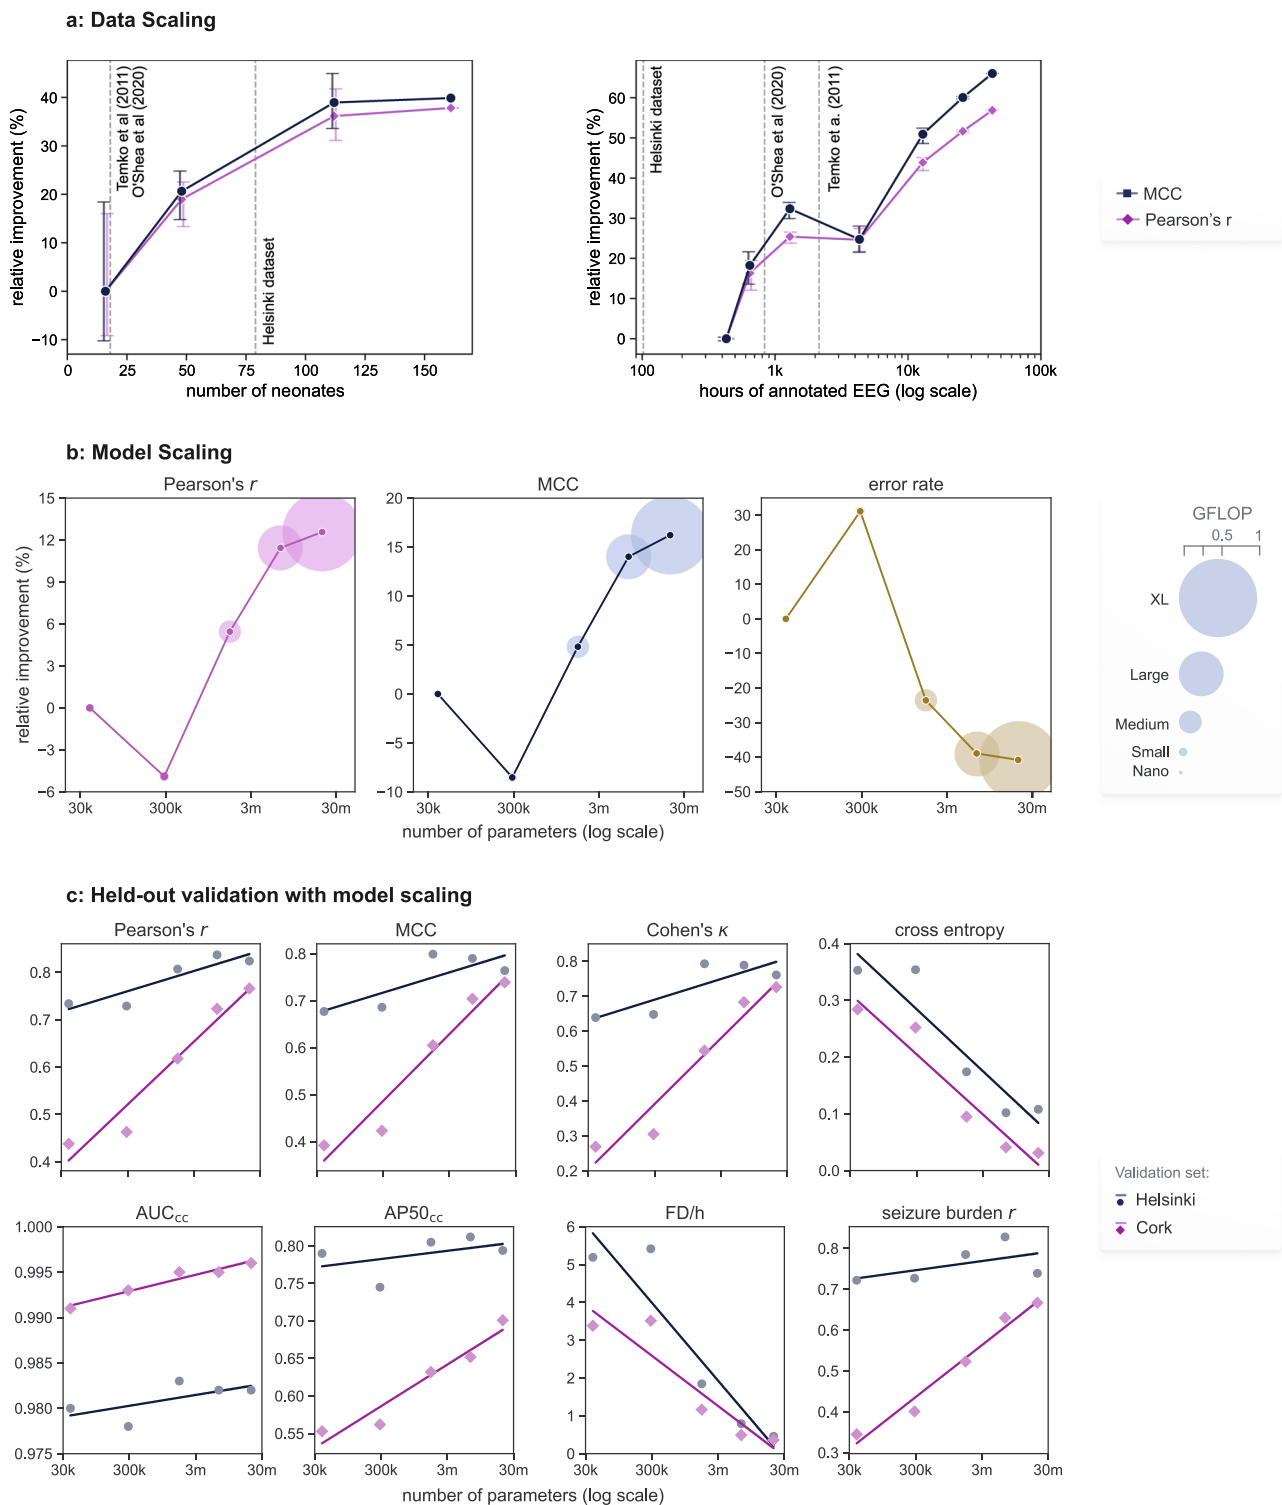 a: Data Scaling
relative improvement (%)
40
30
20
10
0
−10
0
25
50
75
100
125
150
number of neonates
Temko et al (2011)
O'Shea et al (2020)
Helsinki dataset
relative improvement (%)
60
50
40
30
20
10
0
100
1k
10k
100k
hours of annotated EEG (log scale)
Helsinki dataset
O'Shea et al (2020)
Temko et a. (2011)
MCC
Pearson's r
b: Model Scaling
Pearson's r
relative improvement (%)
15
12
9
6
3
0
−3
−6
30k
300k
3m
30m
MCC
20
15
10
5
0
−5
−10
30k
300k
3m
30m
number of parameters (log scale)
error rate
30
20
10
0
−10
−20
−30
−40
−50
30k
300k
3m
30m
GFLOP
0.5
1
XL
Large
Medium
Small
Nano
c: Held-out validation with model scaling
Pearson's r
0.8
0.7
0.6
0.5
0.4
MCC
0.8
0.7
0.6
0.5
0.4
Cohen's κ
0.8
0.7
0.6
0.5
0.4
0.3
0.2
cross entropy
0.4
0.3
0.2
0.1
0.0
AUCcc
1.000
0.995
0.990
0.985
0.980
0.975
30k
300k
3m
30m
AP50cc
0.80
0.75
0.70
0.65
0.60
0.55
30k
300k
3m
30m
FD/h
6
5
4
3
2
1
0
30k
300k
3m
30m
seizure burden r
0.8
0.7
0.6
0.5
0.4
0.3
30k
300k
3m
30m
number of parameters (log scale)
Validation set:
Helsinki
Cork